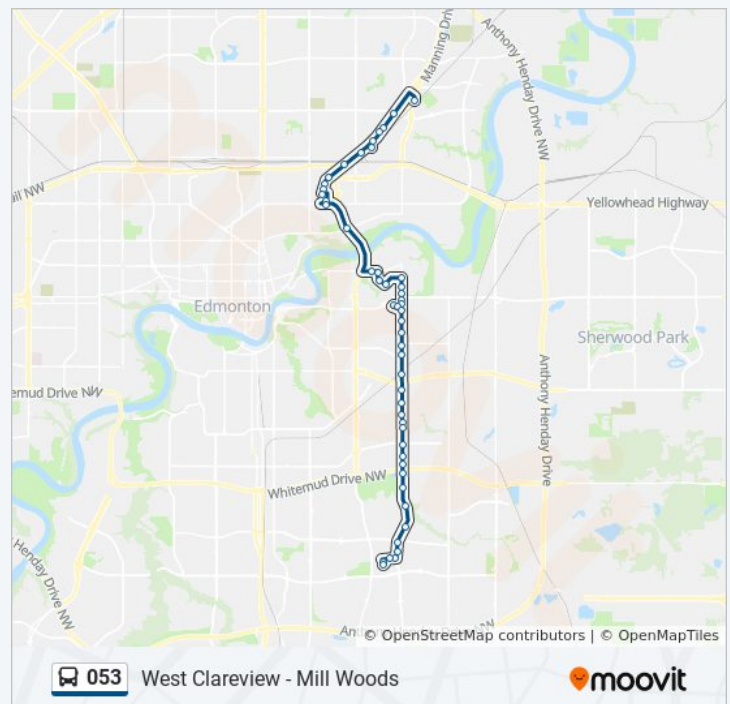 Manning Dri
Anthony Henday Drive NW
ail NW
Yellowhead Highway
Edmonton
Sherwood Park
emud Drive NW
Anthony Henday Drive
Whitemud Drive NW
Henday Drive NW
© OpenStreetMap contributors | © OpenMapTiles
053 West Clareview - Mill Woods
moovit